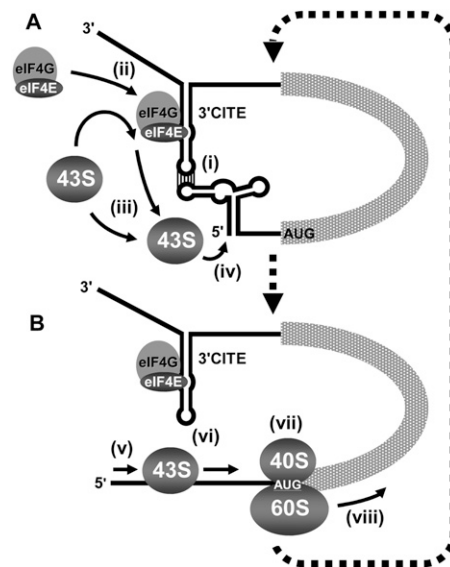 A
3'
eIF4G
eIF4E
(ii)
eIF4G
eIF4E
3'CITE
(i)
43S
(iii)
43S
5'
AUG
(iv)
3'
B
eIF4G
eIF4E
3'CITE
(v)
(vi)
(vii)
43S
40S
5'
AUG
60S
(viii)